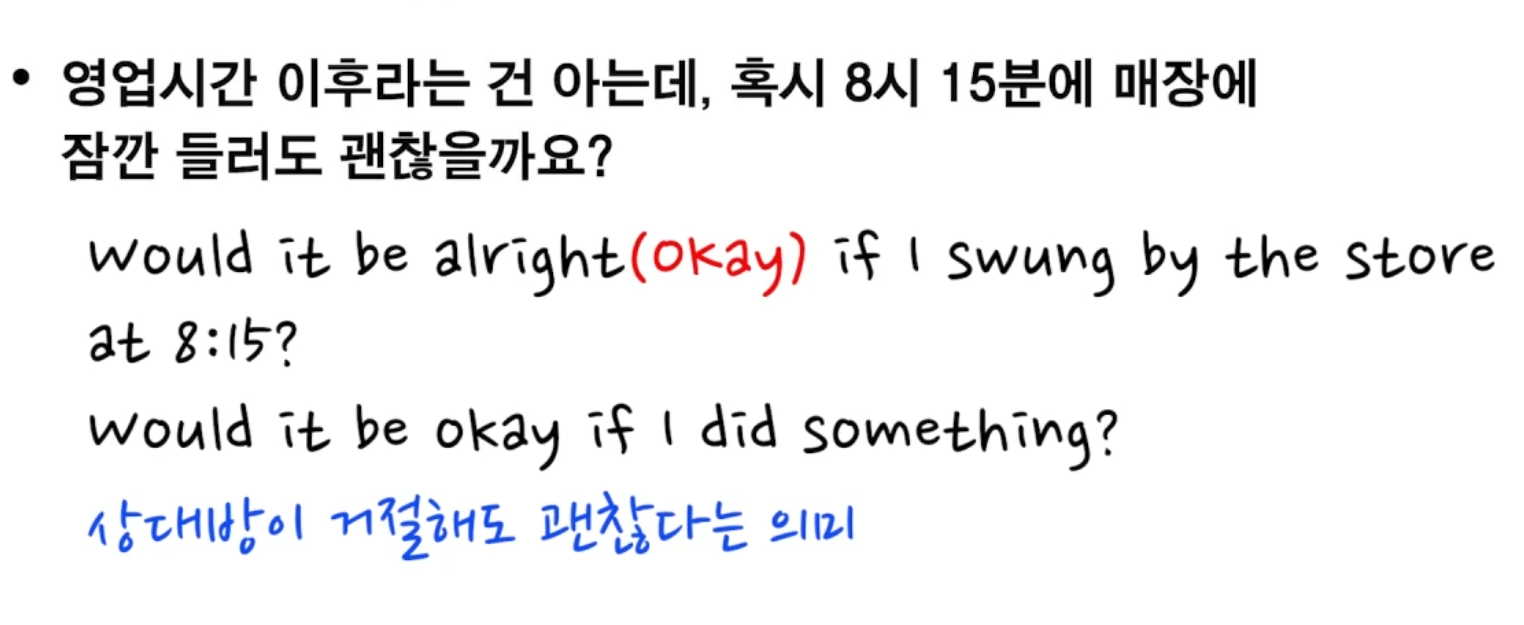 • 영업시간 이후라는 건 아는데, 혹시 8시 15분에 매장에
잠깐 들러도 괜찮을까요?
Would it be alright(okay) if I swung by the store
at 8:15?
Would it be okay if I did something?
상대방이 거절해도 괜찮다는 의미